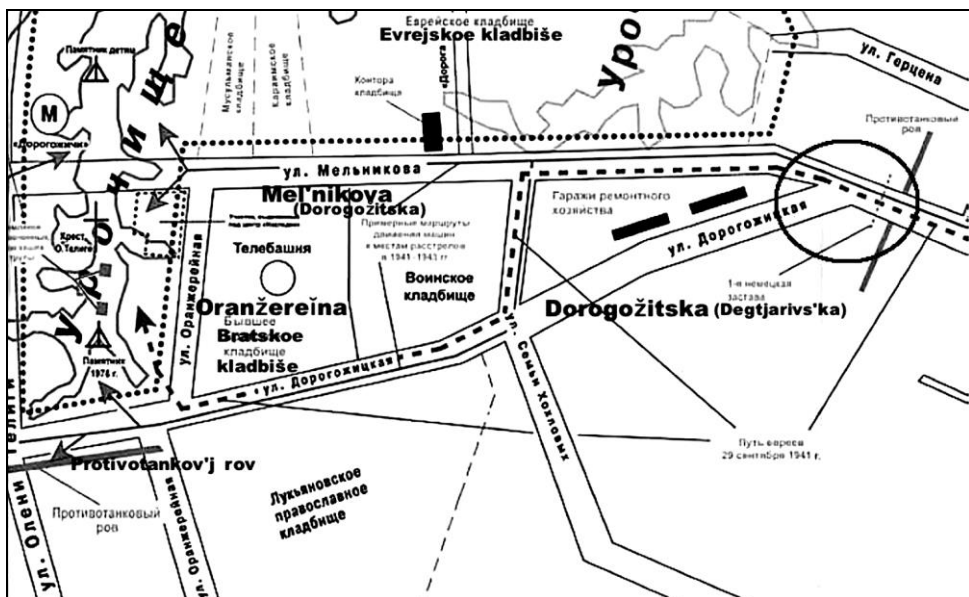 Еврейское кладбище
Evrejskoe kladbiše
Памятник детям
Мусульманское
кладбище
Караимское
кладбище
Контора
кладбища
«Дорога
Уро
ул. Герцена
Противотанковый
ров
М
«Дорогожичи»
чище
ул. Мельникова
Mel'nikova
(Dorogožitska)
Гаражи ремонтного
хозяйства
ул. Дорогожицкая
Крест
О.Телиге
Телебашня
Примерные маршруты
движения машин
к местам расстрелов
в 1941-1943 гг
Воинское
кладбище
1-я немецкая
застава
ул. Оранжерейная
Oranžereïna
Dorogožitska (Degtjarivs'ka)
Бывшее
Bratskoe
кладбище
kladbiše
Уро
Памятник
1976 г.
ул. Дорогожицкая
ул. Семьи Хохловых
Путь евреев
29 сентября 1941 г.
Телиги
Protivotankov'j rov
Противотанковый
ров
Лукьяновское
православное
кладбище
ул. Олени
ул. Оранжерейная